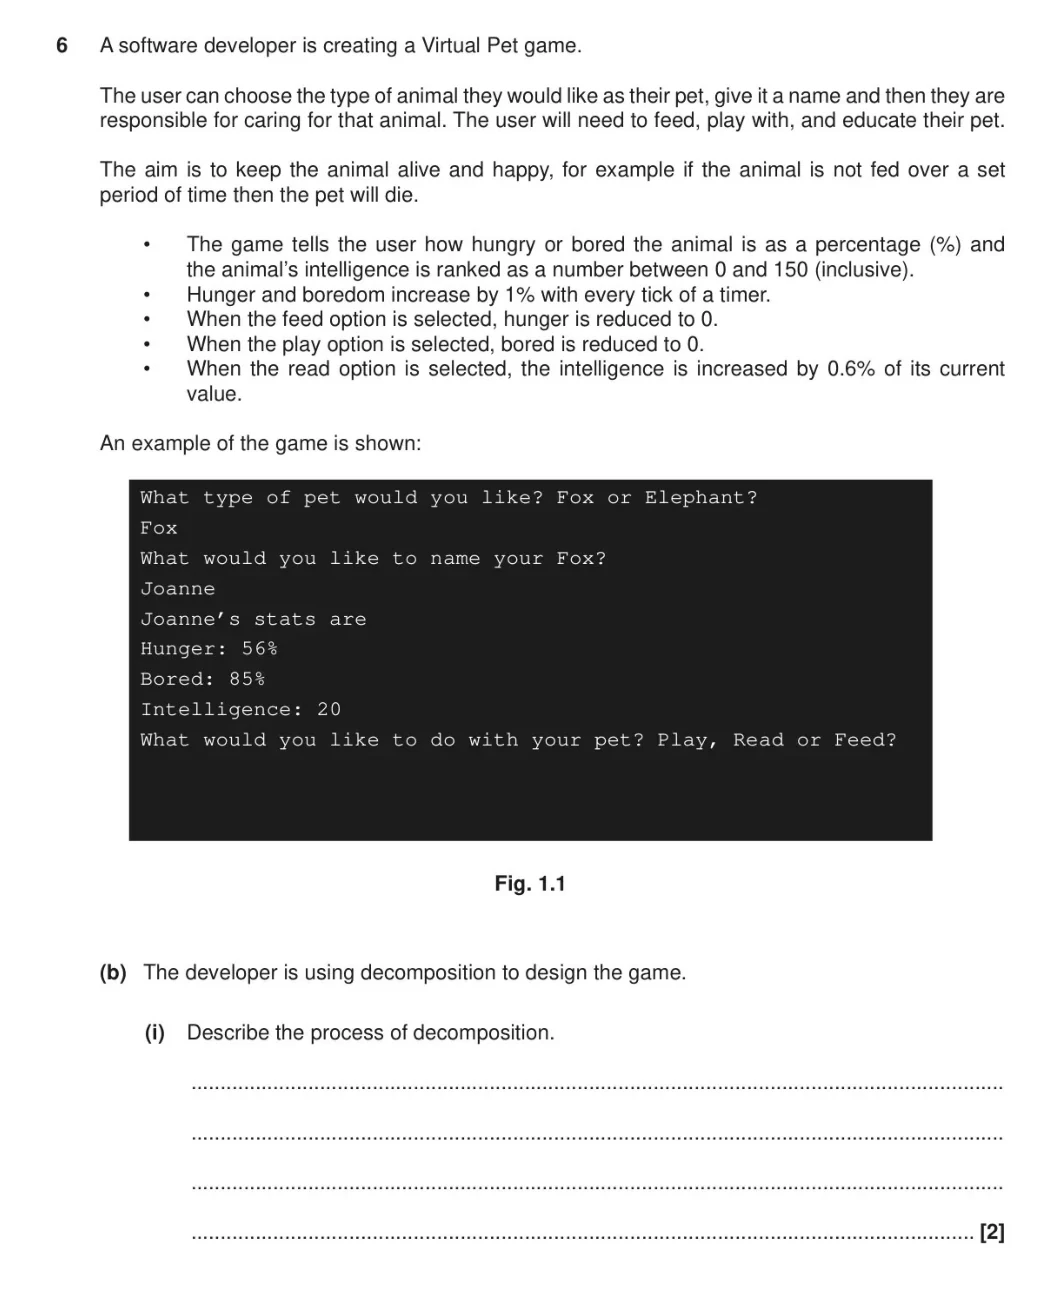 6 A software developer is creating a Virtual Pet game.
The user can choose the type of animal they would like as their pet, give it a name and then they are
responsible for caring for that animal. The user will need to feed, play with, and educate their pet.
The aim is to keep the animal alive and happy, for example if the animal is not fed over a set
period of time then the pet will die.
• The game tells the user how hungry or bored the animal is as a percentage (%) and
the animal's intelligence is ranked as a number between 0 and 150 (inclusive).
• Hunger and boredom increase by 1% with every tick of a timer.
• When the feed option is selected, hunger is reduced to 0.
• When the play option is selected, bored is reduced to 0.
• When the read option is selected, the intelligence is increased by 0.6% of its current
value.
An example of the game is shown:
What type of pet would you like? Fox or Elephant?
Fox
What would you like to name your Fox?
Joanne
Joanne's stats are
Hunger: 56%
Bored: 85%
Intelligence: 20
What would you like to do with your pet? Play, Read or Feed?
Fig. 1.1
(b) The developer is using decomposition to design the game.
(i) Describe the process of decomposition.
[2]